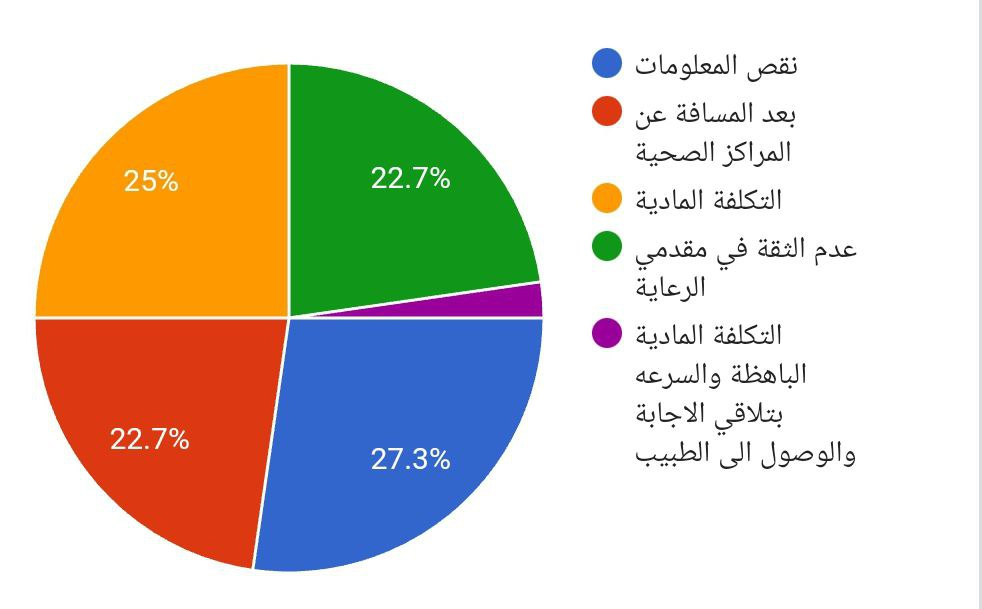 25%
22.7%
22.7%
27.3%
نقص المعلومات
بعد المسافة عن
المراكز الصحية
التكلفة المادية
عدم الثقة في مقدمي
الرعاية
التكلفة المادية
الباهظة والسرعه
بتلاقي الاجابة
والوصول الى الطبيب